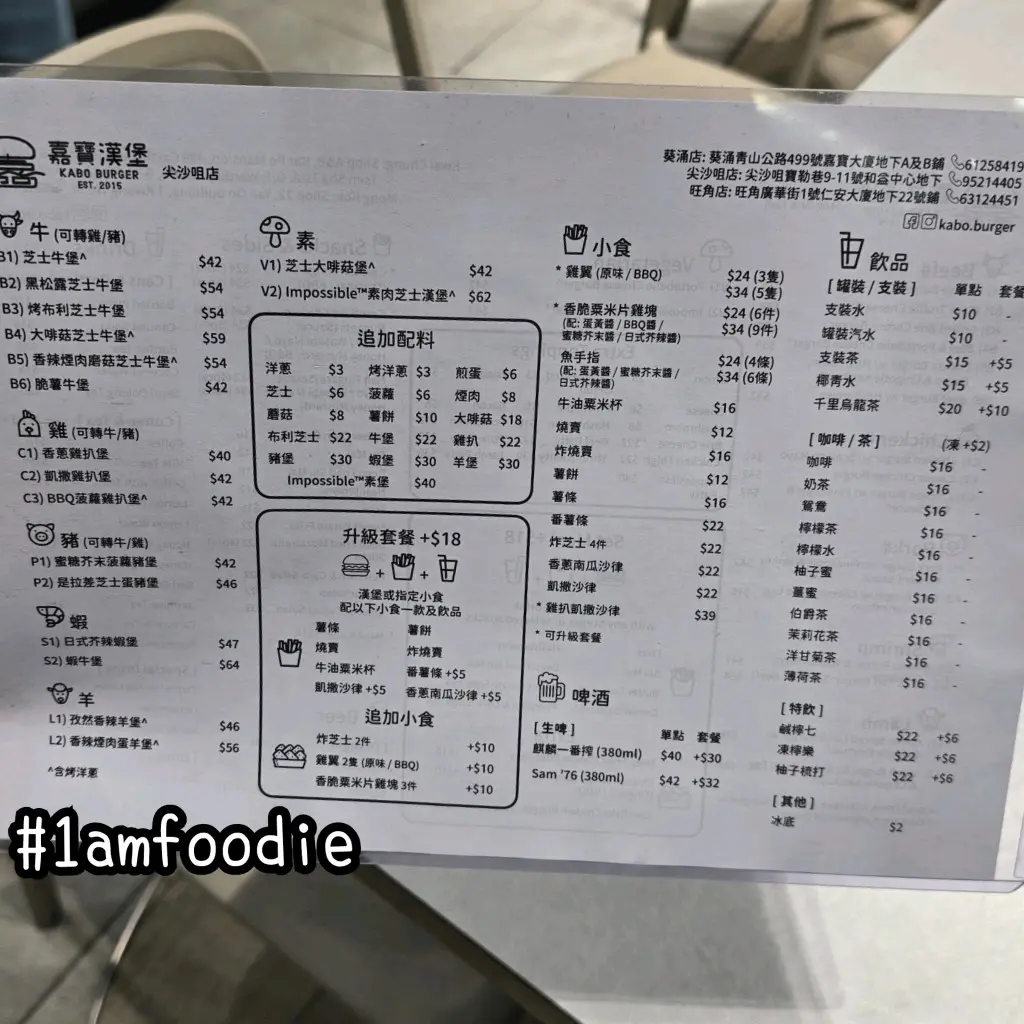 嘉寶漢堡
KABO BURGER
EST. 2015
尖沙咀店
葵涌店: 葵涌青山公路499號嘉寶大廈地下A及B鋪 61258419
尖沙咀店: 尖沙咀寶勒巷9-11號和益中心地下 95214405
旺角店: 旺角廣華街1號仁安大廈地下22號鋪 63124451
kabo.burger
牛 (可轉雞/豬)
B1) 芝士牛堡^ $42
B2) 黑松露芝士牛堡 $54
B3) 烤布利芝士牛堡 $54
B4) 大啡菇芝士牛堡^ $59
B5) 香辣煙肉磨菇芝士牛堡^ $54
B6) 脆薯牛堡 $42
雞 (可轉牛/豬)
C1) 香蔥雞扒堡 $40
C2) 凱撒雞扒堡 $42
C3) BBQ菠蘿雞扒堡^ $42
豬 (可轉牛/雞)
P1) 蜜糖芥末菠蘿豬堡 $42
P2) 是拉差芝士蛋豬堡 $46
蝦
S1) 日式芥辣蝦堡 $47
S2) 蝦牛堡 $64
羊
L1) 孜然香辣羊堡^ $46
L2) 香辣煙肉蛋羊堡^ $56
^含烤洋蔥
素
V1) 芝士大啡菇堡^ $42
V2) Impossible™素肉芝士漢堡^ $62
追加配料
洋蔥 $3 烤洋蔥 $3 煎蛋 $6
芝士 $6 菠蘿 $6 煙肉 $8
蘑菇 $8 薯餅 $10 大啡菇 $18
布利芝士 $22 牛堡 $22 雞扒 $22
豬堡 $30 蝦堡 $30 羊堡 $30
Impossible™素堡 $40
升級套餐 +$18
+ +
漢堡或指定小食
配以下小食一款及飲品
薯條 薯餅
燒賣 炸燒賣
牛油粟米杯 番薯條 +$5
凱撒沙律 +$5 香蔥南瓜沙律 +$5
追加小食
炸芝士 2件 +$10
雞翼 2隻 (原味 / BBQ) +$10
香脆粟米片雞塊 3件 +$10
小食
* 雞翼 (原味 / BBQ) $24 (3隻)
$34 (5隻)
* 香脆粟米片雞塊 $24 (6件)
(配: 蛋黃醬 / BBQ醬 / $34 (9件)
蜜糖芥末醬 / 日式芥辣醬)
魚手指 $24 (4條)
(配: 蛋黃醬 / 蜜糖芥末醬 / $34 (6條)
日式芥辣醬)
牛油粟米杯 $16
燒賣 $12
炸燒賣 $16
薯餅 $12
薯條 $16
番薯條 $22
炸芝士 4件 $22
香蔥南瓜沙律 $22
凱撒沙律 $22
* 雞扒凱撒沙律 $39
* 可升級套餐
啤酒
[ 生啤 ] 單點 套餐
麒麟一番搾 (380ml) $40 +$30
Sam '76 (380ml) $42 +$32
飲品
[ 罐裝 / 支裝 ] 單點 套餐
支裝水 $10 -
罐裝汽水 $10 -
支裝茶 $15 +$5
椰青水 $15 +$5
千里烏龍茶 $20 +$10
[ 咖啡 / 茶 ] (凍 +$2)
咖啡 $16 -
奶茶 $16 -
鴛鴦 $16 -
檸檬茶 $16 -
檸檬水 $16 -
柚子蜜 $16 -
薑蜜 $16 -
伯爵茶 $16 -
茉莉花茶 $16 -
洋甘菊茶 $16 -
薄荷茶 $16 -
[ 特飲 ]
鹹檸七 $22 +$6
凍檸樂 $22 +$6
柚子梳打 $22 +$6
[ 其他 ]
冰底 $2
#1amfoodie